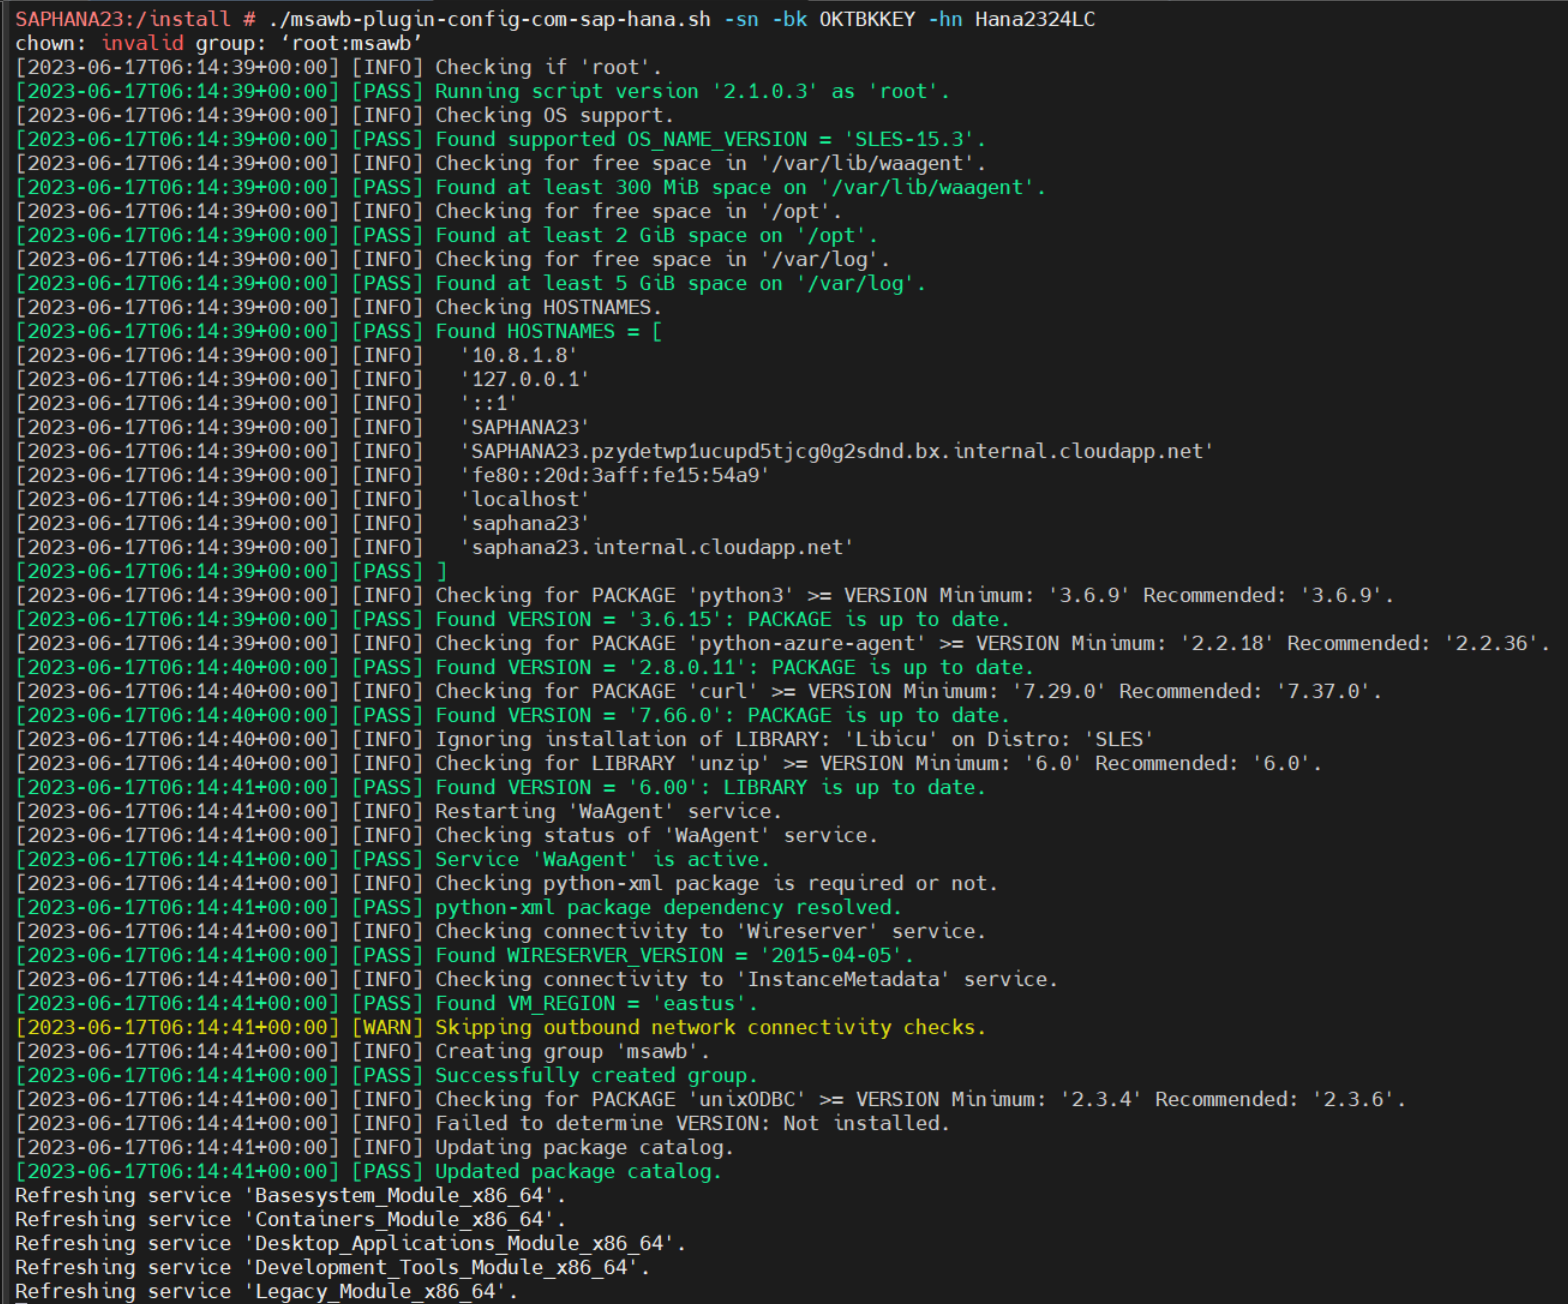 SAPHANA23:/install # ./msawb-plugin-config-com-sap-hana.sh -sn -bk OKTBKKEY -hn Hana2324LC
chown: invalid group: ‘root:msawb’
[2023-06-17T06:14:39+00:00] [INFO] Checking if 'root'.
[2023-06-17T06:14:39+00:00] [PASS] Running script version '2.1.0.3' as 'root'.
[2023-06-17T06:14:39+00:00] [INFO] Checking OS support.
[2023-06-17T06:14:39+00:00] [PASS] Found supported OS_NAME_VERSION = 'SLES-15.3'.
[2023-06-17T06:14:39+00:00] [INFO] Checking for free space in '/var/lib/waagent'.
[2023-06-17T06:14:39+00:00] [PASS] Found at least 300 MiB space on '/var/lib/waagent'.
[2023-06-17T06:14:39+00:00] [INFO] Checking for free space in '/opt'.
[2023-06-17T06:14:39+00:00] [PASS] Found at least 2 GiB space on '/opt'.
[2023-06-17T06:14:39+00:00] [INFO] Checking for free space in '/var/log'.
[2023-06-17T06:14:39+00:00] [PASS] Found at least 5 GiB space on '/var/log'.
[2023-06-17T06:14:39+00:00] [INFO] Checking HOSTNAMES.
[2023-06-17T06:14:39+00:00] [PASS] Found HOSTNAMES = [
[2023-06-17T06:14:39+00:00] [INFO]   '10.8.1.8'
[2023-06-17T06:14:39+00:00] [INFO]   '127.0.0.1'
[2023-06-17T06:14:39+00:00] [INFO]   '::1'
[2023-06-17T06:14:39+00:00] [INFO]   'SAPHANA23'
[2023-06-17T06:14:39+00:00] [INFO]   'SAPHANA23.pzydetwp1ucupd5tjcg0g2sdnd.bx.internal.cloudapp.net'
[2023-06-17T06:14:39+00:00] [INFO]   'fe80::20d:3aff:fe15:54a9'
[2023-06-17T06:14:39+00:00] [INFO]   'localhost'
[2023-06-17T06:14:39+00:00] [INFO]   'saphana23'
[2023-06-17T06:14:39+00:00] [INFO]   'saphana23.internal.cloudapp.net'
[2023-06-17T06:14:39+00:00] [PASS] ]
[2023-06-17T06:14:39+00:00] [INFO] Checking for PACKAGE 'python3' >= VERSION Minimum: '3.6.9' Recommended: '3.6.9'.
[2023-06-17T06:14:39+00:00] [PASS] Found VERSION = '3.6.15': PACKAGE is up to date.
[2023-06-17T06:14:39+00:00] [INFO] Checking for PACKAGE 'python-azure-agent' >= VERSION Minimum: '2.2.18' Recommended: '2.2.36'.
[2023-06-17T06:14:40+00:00] [PASS] Found VERSION = '2.8.0.11': PACKAGE is up to date.
[2023-06-17T06:14:40+00:00] [INFO] Checking for PACKAGE 'curl' >= VERSION Minimum: '7.29.0' Recommended: '7.37.0'.
[2023-06-17T06:14:40+00:00] [PASS] Found VERSION = '7.66.0': PACKAGE is up to date.
[2023-06-17T06:14:40+00:00] [INFO] Ignoring installation of LIBRARY: 'Libicu' on Distro: 'SLES'
[2023-06-17T06:14:40+00:00] [INFO] Checking for LIBRARY 'unzip' >= VERSION Minimum: '6.0' Recommended: '6.0'.
[2023-06-17T06:14:41+00:00] [PASS] Found VERSION = '6.00': LIBRARY is up to date.
[2023-06-17T06:14:41+00:00] [INFO] Restarting 'WaAgent' service.
[2023-06-17T06:14:41+00:00] [INFO] Checking status of 'WaAgent' service.
[2023-06-17T06:14:41+00:00] [PASS] Service 'WaAgent' is active.
[2023-06-17T06:14:41+00:00] [INFO] Checking python-xml package is required or not.
[2023-06-17T06:14:41+00:00] [PASS] python-xml package dependency resolved.
[2023-06-17T06:14:41+00:00] [INFO] Checking connectivity to 'Wireserver' service.
[2023-06-17T06:14:41+00:00] [PASS] Found WIRESERVER_VERSION = '2015-04-05'.
[2023-06-17T06:14:41+00:00] [INFO] Checking connectivity to 'InstanceMetadata' service.
[2023-06-17T06:14:41+00:00] [PASS] Found VM_REGION = 'eastus'.
[2023-06-17T06:14:41+00:00] [WARN] Skipping outbound network connectivity checks.
[2023-06-17T06:14:41+00:00] [INFO] Creating group 'msawb'.
[2023-06-17T06:14:41+00:00] [PASS] Successfully created group.
[2023-06-17T06:14:41+00:00] [INFO] Checking for PACKAGE 'unixODBC' >= VERSION Minimum: '2.3.4' Recommended: '2.3.6'.
[2023-06-17T06:14:41+00:00] [INFO] Failed to determine VERSION: Not installed.
[2023-06-17T06:14:41+00:00] [INFO] Updating package catalog.
[2023-06-17T06:14:41+00:00] [PASS] Updated package catalog.
Refreshing service 'Basesystem_Module_x86_64'.
Refreshing service 'Containers_Module_x86_64'.
Refreshing service 'Desktop_Applications_Module_x86_64'.
Refreshing service 'Development_Tools_Module_x86_64'.
Refreshing service 'Legacy_Module_x86_64'.